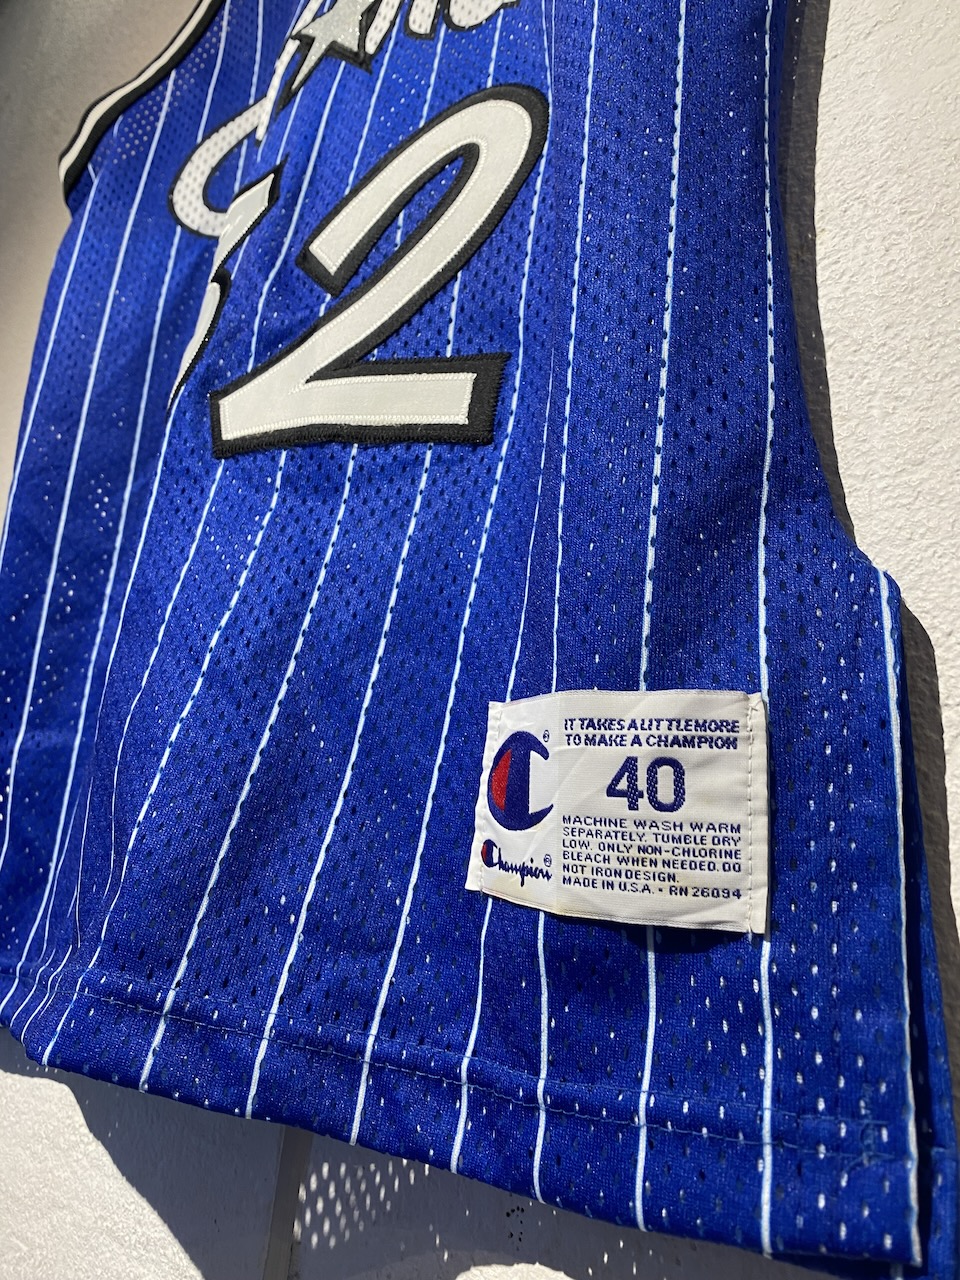 32
IT TAKES A LITTLE MORE
TO MAKE A CHAMPION
40
MACHINE WASH WARM
SEPARATELY. TUMBLE DRY
LOW. ONLY NON-CHLORINE
BLEACH WHEN NEEDED. DO
NOT IRON DESIGN.
MADE IN U.S.A. • RN 26094
C®
Champion®